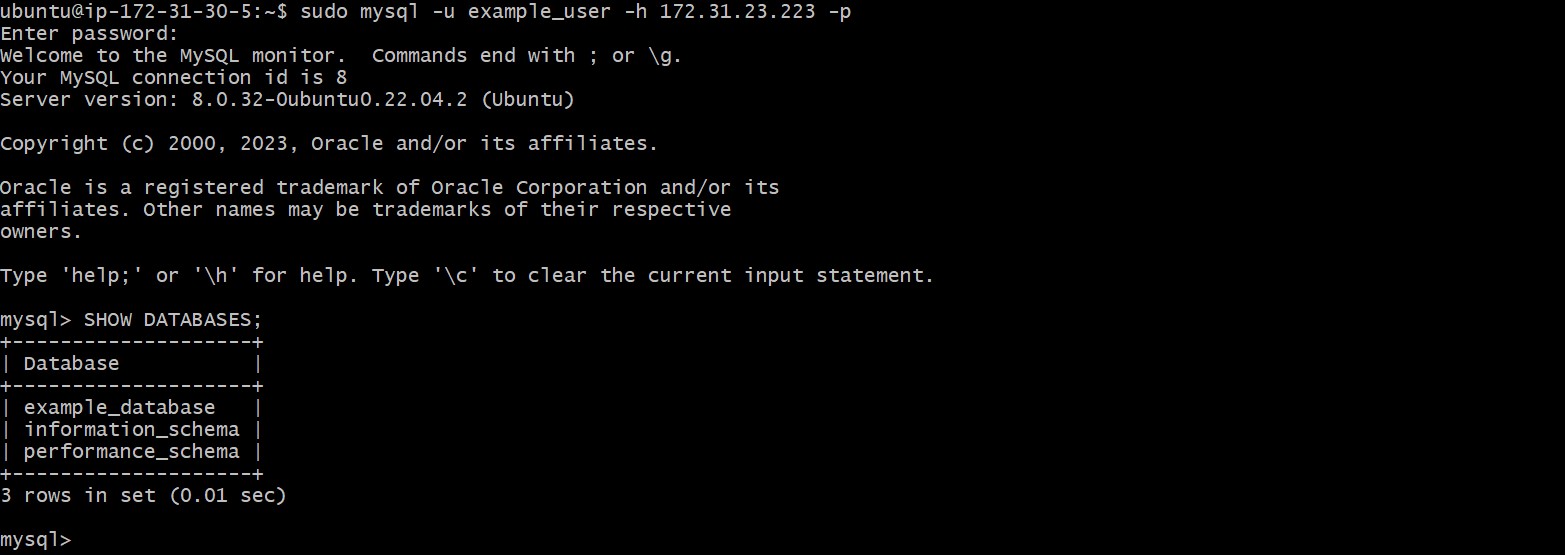 ubuntu@ip-172-31-30-5:~$ sudo mysql -u example_user -h 172.31.23.223 -p
Enter password:
Welcome to the MySQL monitor.  Commands end with ; or \g.
Your MySQL connection id is 8
Server version: 8.0.32-0ubuntu0.22.04.2 (Ubuntu)

Copyright (c) 2000, 2023, Oracle and/or its affiliates.

Oracle is a registered trademark of Oracle Corporation and/or its
affiliates. Other names may be trademarks of their respective
owners.

Type 'help;' or '\h' for help. Type '\c' to clear the current input statement.

mysql> SHOW DATABASES;
+--------------------+
| Database           |
+--------------------+
| example_database   |
| information_schema |
| performance_schema |
+--------------------+
3 rows in set (0.01 sec)

mysql>